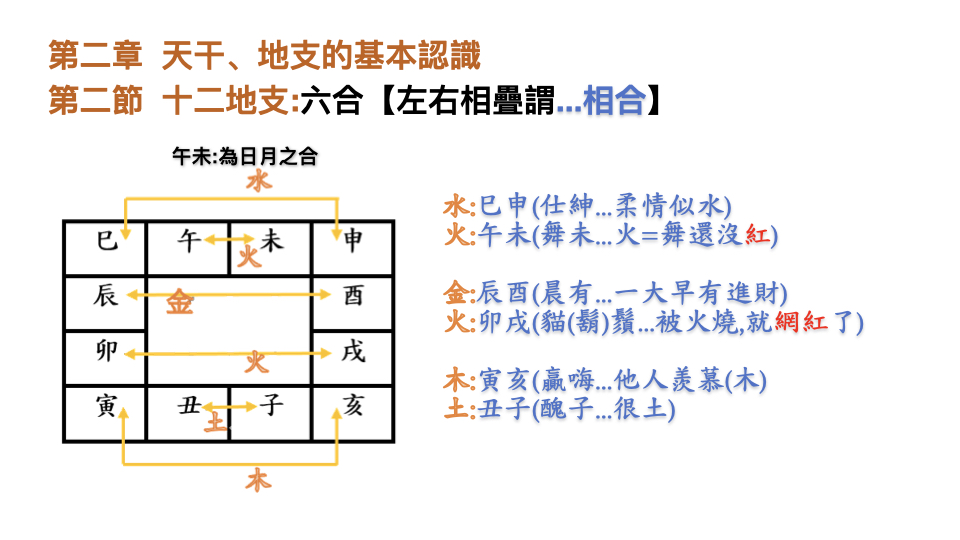 第二章 天干、地支的基本認識
第二節 十二地支:六合【左右相疊謂...相合】
午未:為日月之合
水
巳 午 未 申
火
辰 金 酉
卯 火 戌
寅 丑 子 亥
土
木
水:巳申(仕紳...柔情似水)
火:午未(舞未...火=舞還沒紅)
金:辰酉(晨有...一大早有進財)
火:卯戌(貓(鬍)鬚...被火燒,就網紅了)
木:寅亥(贏嗨...他人羨慕(木)
土:丑子(醜子...很土)